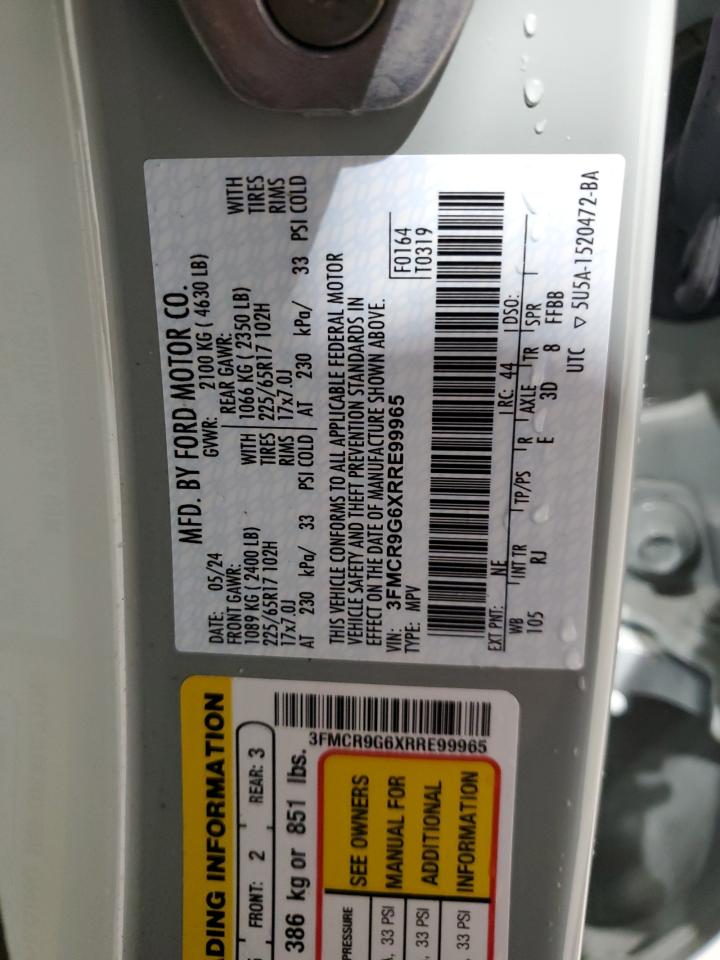 MFD. BY FORD MOTOR CO.
DATE: 05/24 GVWR: 2100 KG ( 4630 LB)
FRONT GAWR: REAR GAWR:
1089 KG ( 2400 LB) WITH 1066 KG ( 2350 LB) WITH
225/65R17 102H TIRES 225/65R17 102H TIRES
17x7.0J RIMS 17x7.0J RIMS
AT 230 kPa/ 33 PSI COLD AT 230 kPa/ 33 PSI COLD
THIS VEHICLE CONFORMS TO ALL APPLICABLE FEDERAL MOTOR
VEHICLE SAFETY AND THEFT PREVENTION STANDARDS IN
EFFECT ON THE DATE OF MANUFACTURE SHOWN ABOVE.
VIN: 3FMCR9G6XRRE99965 F0164
TYPE: MPV T0319
EXT PNT: NE RC: 44 DSO:
WB INT TR TP/PS R AXLE TR SPR
105 RJ E 3D 8 FFBB
UTC ▽ 5U5A-1520472-BA
DING INFORMATION
FRONT: 2 REAR: 3
386 kg or 851 lbs.
3FMCR9G6XRRE99965
PRESSURE
, 33 PSI
, 33 PSI
, 33 PSI
SEE OWNERS
MANUAL FOR
ADDITIONAL
INFORMATION